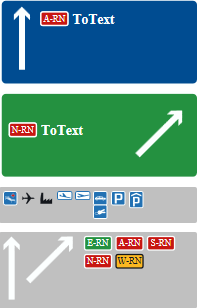 A-RN ToText
N-RN ToText
P P
E-RN A-RN S-RN
N-RN W-RN